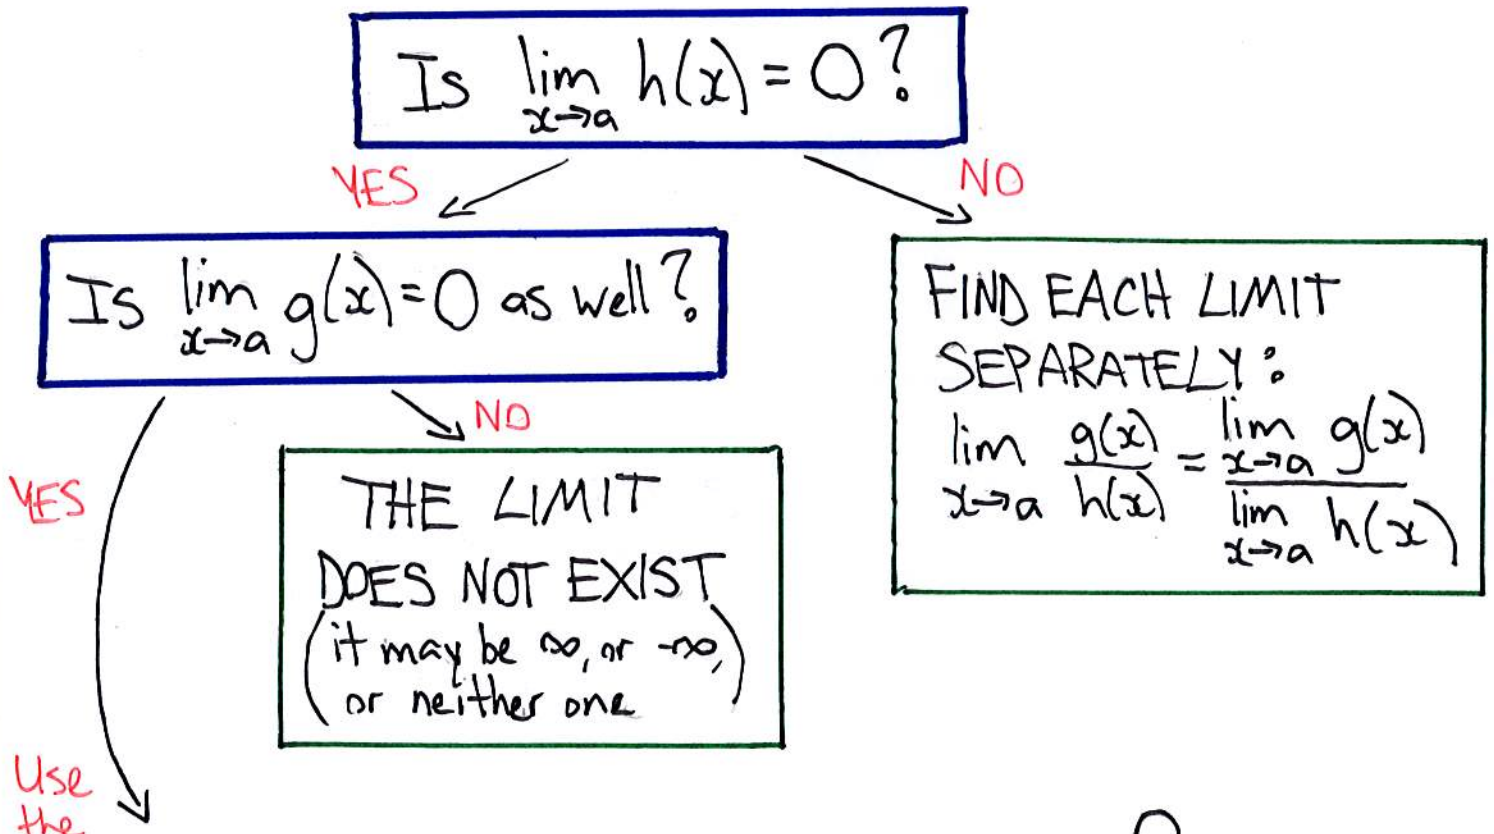 Is lim x→a h(x) = 0?
YES
NO
Is lim x→a g(x) = 0 as well?
FIND EACH LIMIT
SEPARATELY:
lim x→a g(x)/h(x) = lim x→a g(x) / lim x→a h(x)
NO
YES
THE LIMIT
DOES NOT EXIST
(it may be ∞, or -∞,
or neither one)
Use
the